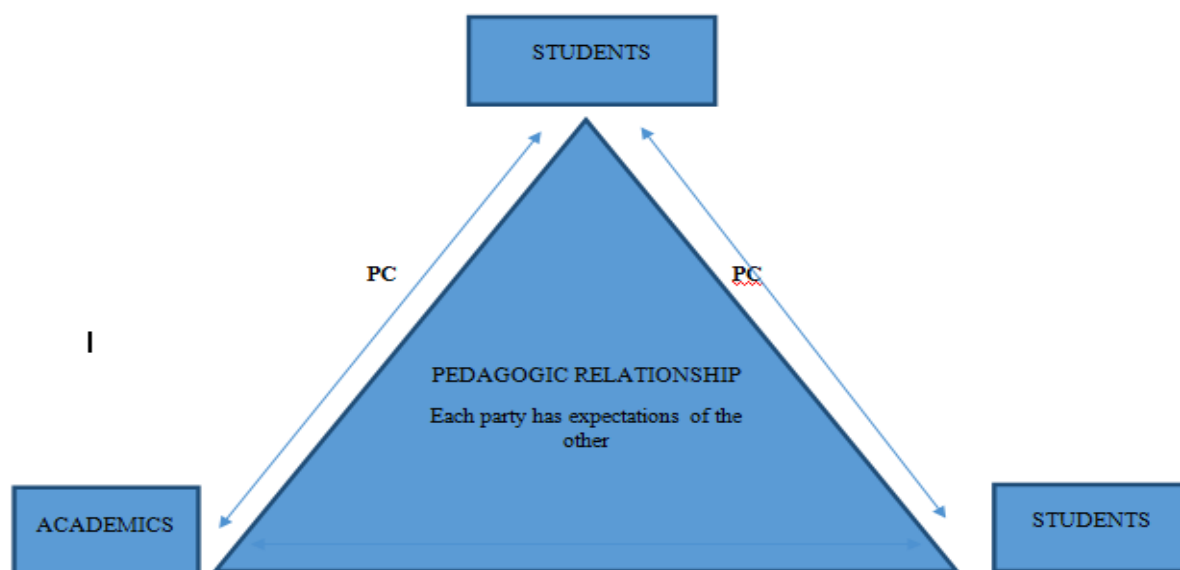 STUDENTS
PC
PC
PEDAGOGIC RELATIONSHIP
Each party has expectations of the
other
ACADEMICS
STUDENTS